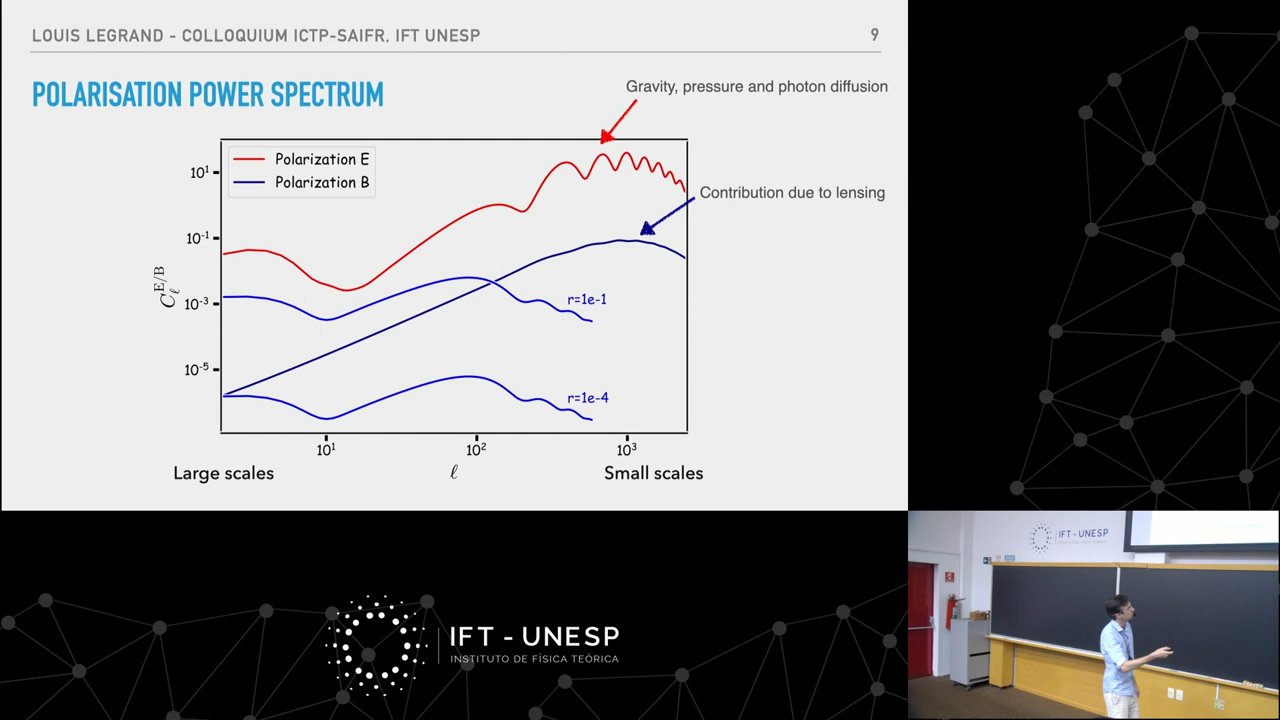 LOUIS LEGRAND - COLLOQUIUM ICTP-SAIFR, IFT UNESP
9
POLARISATION POWER SPECTRUM
Gravity, pressure and photon diffusion
Polarization E
Polarization B
Contribution due to lensing
10¹
10⁻¹
10⁻³
10⁻⁵
C_ℓ^{E/B}
r=1e-1
r=1e-4
10¹
10²
10³
Large scales
ℓ
Small scales
IFT - UNESP
INSTITUTO DE FÍSICA TEÓRICA
IFT - UNESP